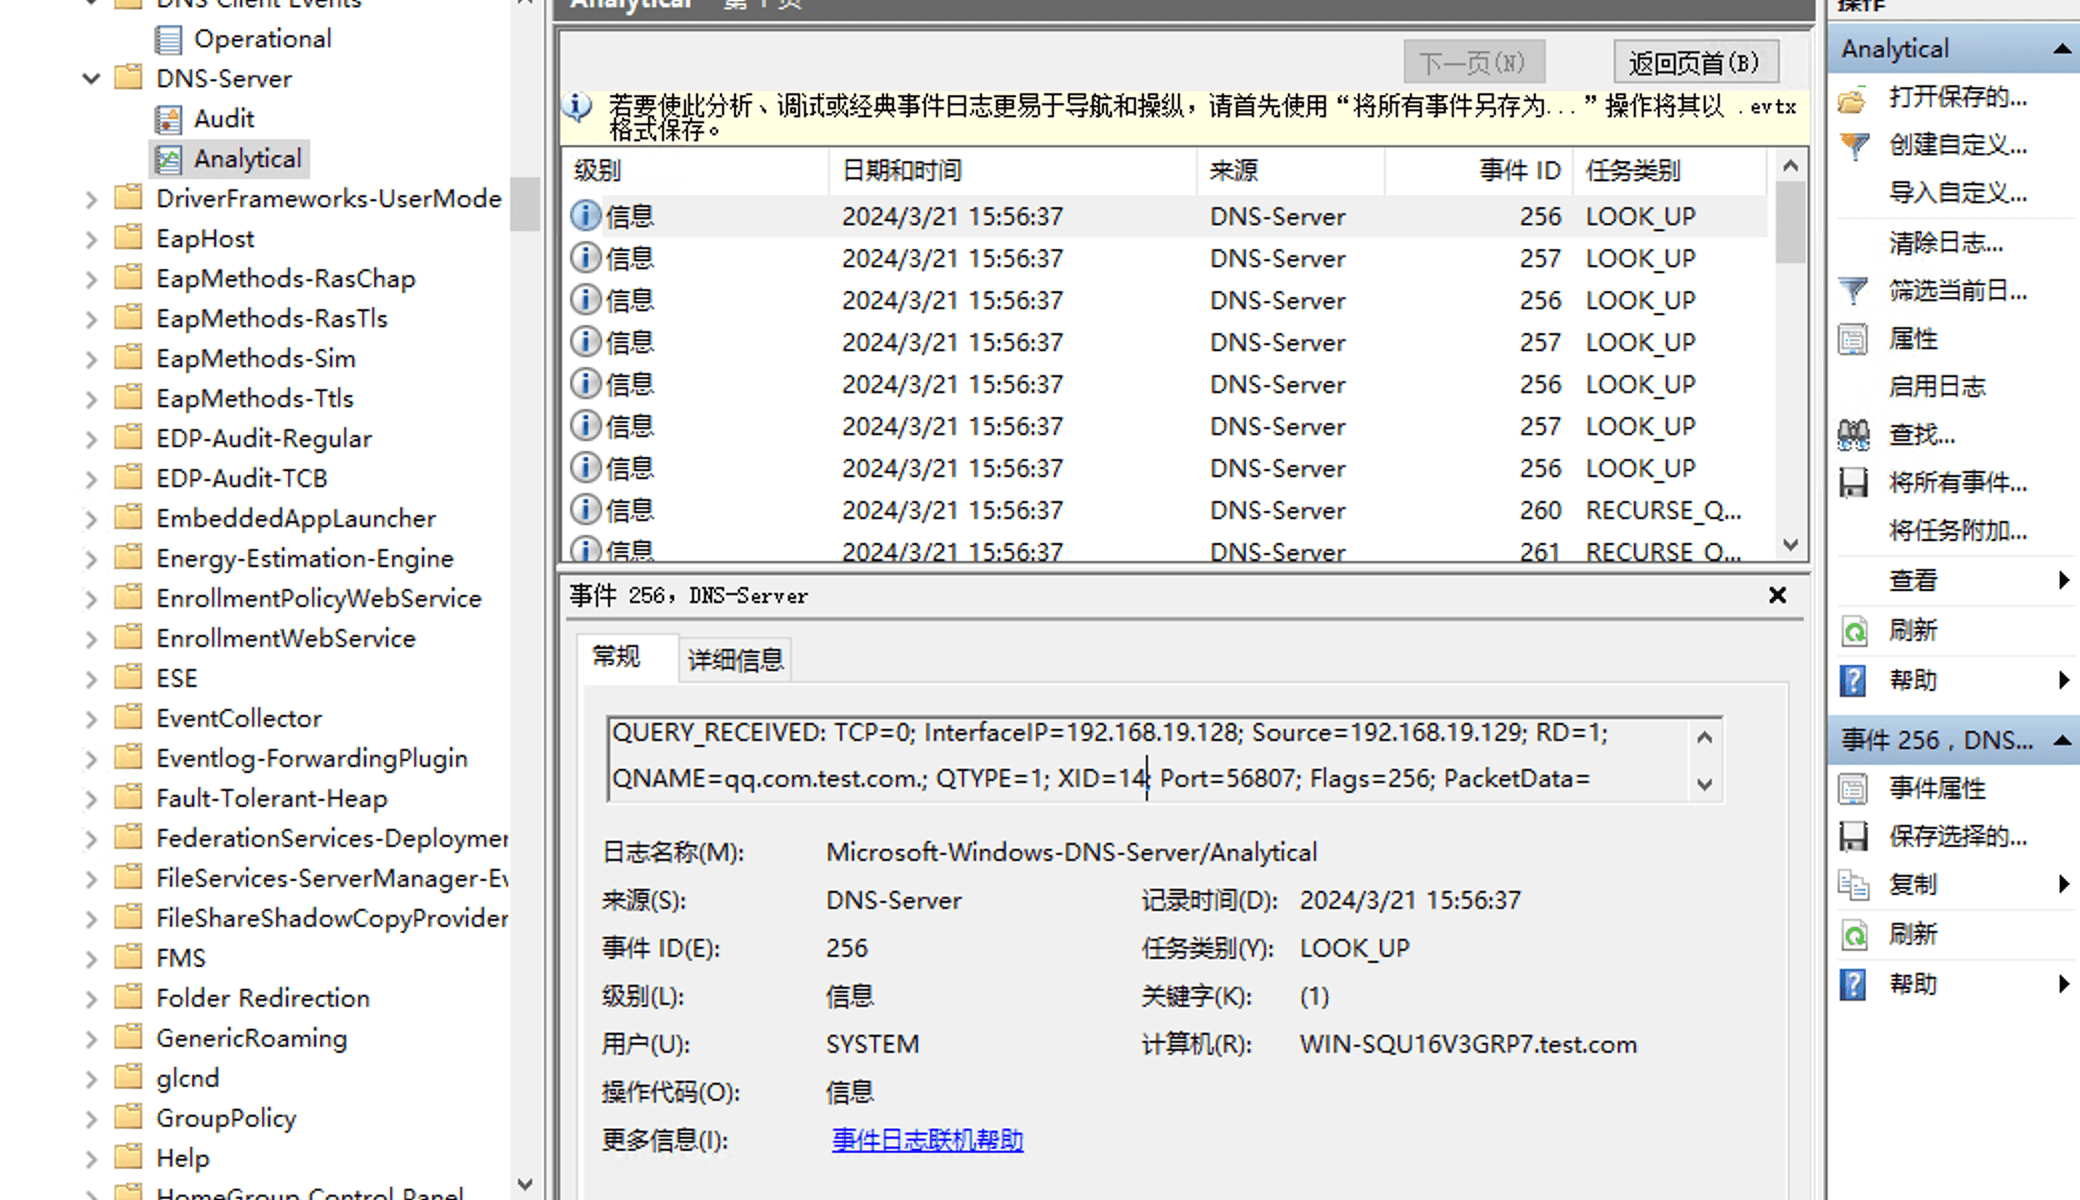 DNS Client Events
Operational
DNS-Server
Audit
Analytical
DriverFrameworks-UserMode
EapHost
EapMethods-RasChap
EapMethods-RasTls
EapMethods-Sim
EapMethods-Ttls
EDP-Audit-Regular
EDP-Audit-TCB
EmbeddedAppLauncher
Energy-Estimation-Engine
EnrollmentPolicyWebService
EnrollmentWebService
ESE
EventCollector
Eventlog-ForwardingPlugin
Fault-Tolerant-Heap
FederationServices-Deploymen
FileServices-ServerManager-Ev
FileShareShadowCopyProvider
FMS
Folder Redirection
GenericRoaming
glcnd
GroupPolicy
Help
HomeGroup Control Panel
Analytical 第 1 页
下一页(N) 返回页首(B)
若要使此分析、调试或经典事件日志更易于导航和操纵，请首先使用“将所有事件另存为...”操作将其以 .evtx
格式保存。
级别 日期和时间 来源 事件 ID 任务类别
信息 2024/3/21 15:56:37 DNS-Server 256 LOOK_UP
信息 2024/3/21 15:56:37 DNS-Server 257 LOOK_UP
信息 2024/3/21 15:56:37 DNS-Server 256 LOOK_UP
信息 2024/3/21 15:56:37 DNS-Server 257 LOOK_UP
信息 2024/3/21 15:56:37 DNS-Server 256 LOOK_UP
信息 2024/3/21 15:56:37 DNS-Server 257 LOOK_UP
信息 2024/3/21 15:56:37 DNS-Server 256 LOOK_UP
信息 2024/3/21 15:56:37 DNS-Server 260 RECURSE_Q...
信息 2024/3/21 15:56:37 DNS-Server 261 RECURSE_Q...
事件 256，DNS-Server
常规 详细信息
QUERY_RECEIVED: TCP=0; InterfaceIP=192.168.19.128; Source=192.168.19.129; RD=1;
QNAME=qq.com.test.com.; QTYPE=1; XID=14; Port=56807; Flags=256; PacketData=
日志名称(M): Microsoft-Windows-DNS-Server/Analytical
来源(S): DNS-Server 记录时间(D): 2024/3/21 15:56:37
事件 ID(E): 256 任务类别(Y): LOOK_UP
级别(L): 信息 关键字(K): (1)
用户(U): SYSTEM 计算机(R): WIN-SQU16V3GRP7.test.com
操作代码(O): 信息
更多信息(I): 事件日志联机帮助
操作
Analytical
打开保存的...
创建自定义...
导入自定义...
清除日志...
筛选当前日...
属性
启用日志
查找...
将所有事件...
将任务附加...
查看
刷新
帮助
事件 256，DNS...
事件属性
保存选择的...
复制
刷新
帮助